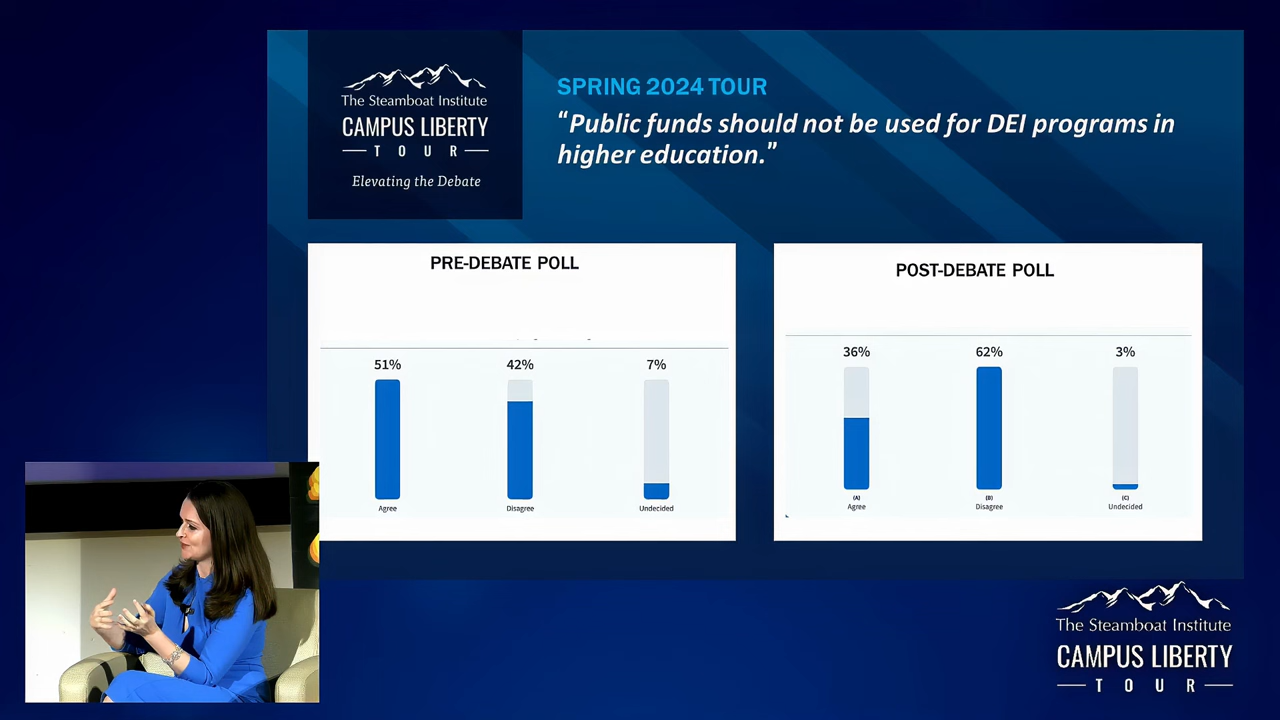 The Steamboat Institute
CAMPUS LIBERTY
TOUR
Elevating the Debate
SPRING 2024 TOUR
“Public funds should not be used for DEI programs in
higher education.”
PRE-DEBATE POLL
51%
42%
7%
Agree
Disagree
Undecided
POST-DEBATE POLL
36%
62%
3%
(A)
(B)
(C)
Agree
Disagree
Undecided
The Steamboat Institute
CAMPUS LIBERTY
TOUR